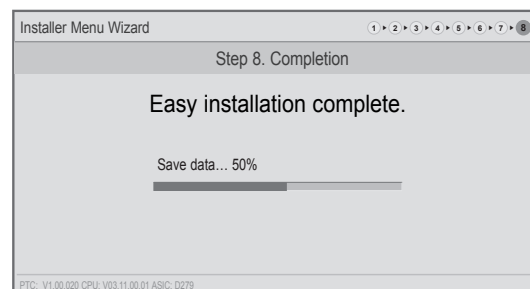 Installer Menu Wizard 1 2 3 4 5 6 7 8
Step 8. Completion
Easy installation complete.
Save data... 50%
PTC: V1.00.020 CPU: V03.11.00.01 ASIC: D279